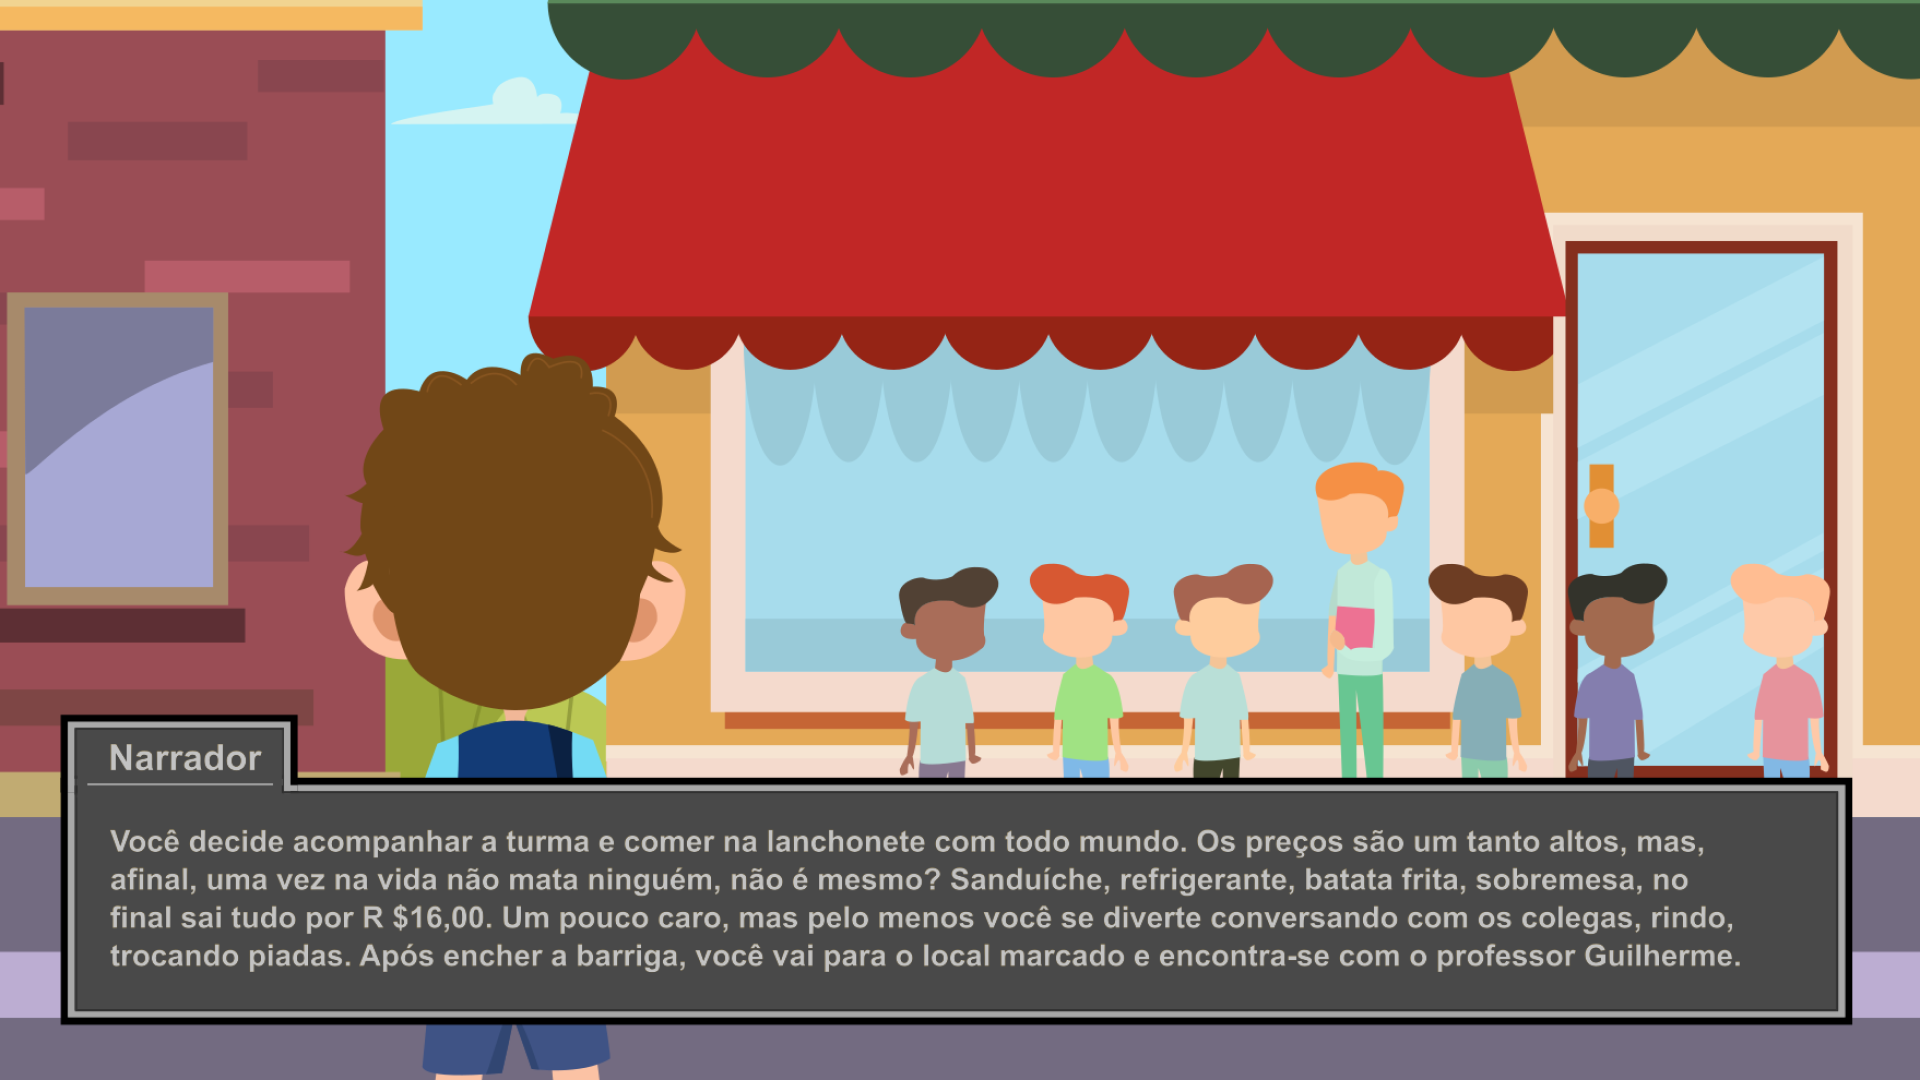 Narrador
Você decide acompanhar a turma e comer na lanchonete com todo mundo. Os preços são um tanto altos, mas,
afinal, uma vez na vida não mata ninguém, não é mesmo? Sanduíche, refrigerante, batata frita, sobremesa, no
final sai tudo por R $16,00. Um pouco caro, mas pelo menos você se diverte conversando com os colegas, rindo,
trocando piadas. Após encher a barriga, você vai para o local marcado e encontra-se com o professor Guilherme.